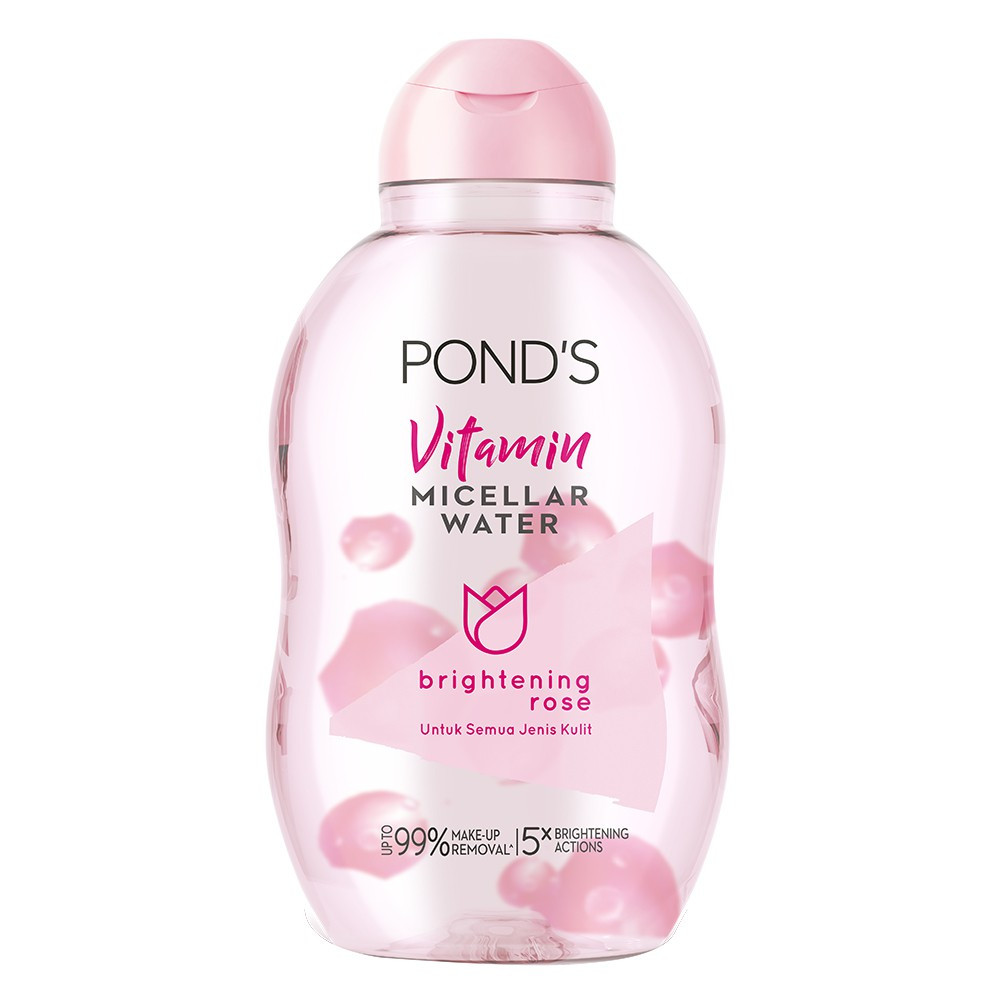 POND'S
Vitamin
MICELLAR
WATER
brightening
rose
Untuk Semua Jenis Kulit
UP TO 99% MAKE-UP REMOVAL^ | 5X BRIGHTENING ACTIONS